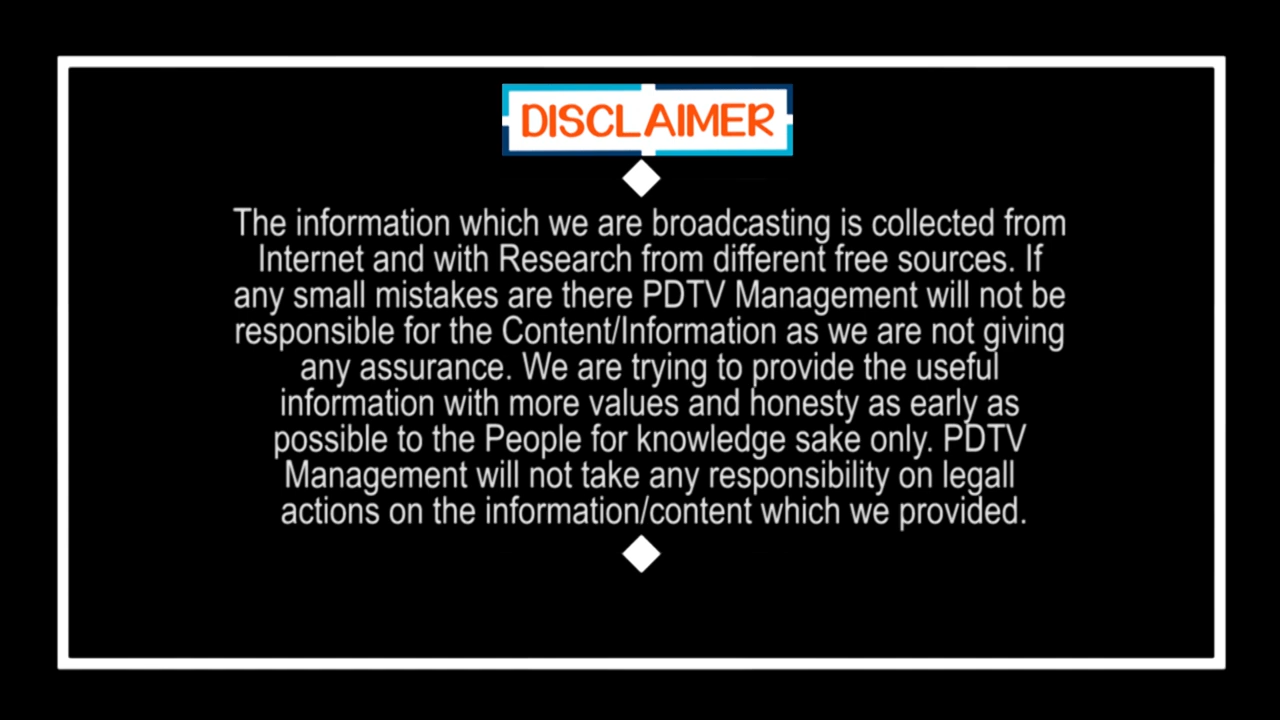 DISCLAIMER
The information which we are broadcasting is collected from
Internet and with Research from different free sources. If
any small mistakes are there PDTV Management will not be
responsible for the Content/Information as we are not giving
any assurance. We are trying to provide the useful
information with more values and honesty as early as
possible to the People for knowledge sake only. PDTV
Management will not take any responsibility on legall
actions on the information/content which we provided.